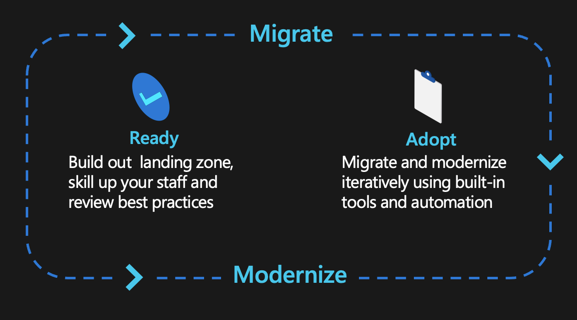 Migrate
Ready
Build out landing zone,
skill up your staff and
review best practices
Adopt
Migrate and modernize
iteratively using built-in
tools and automation
Modernize